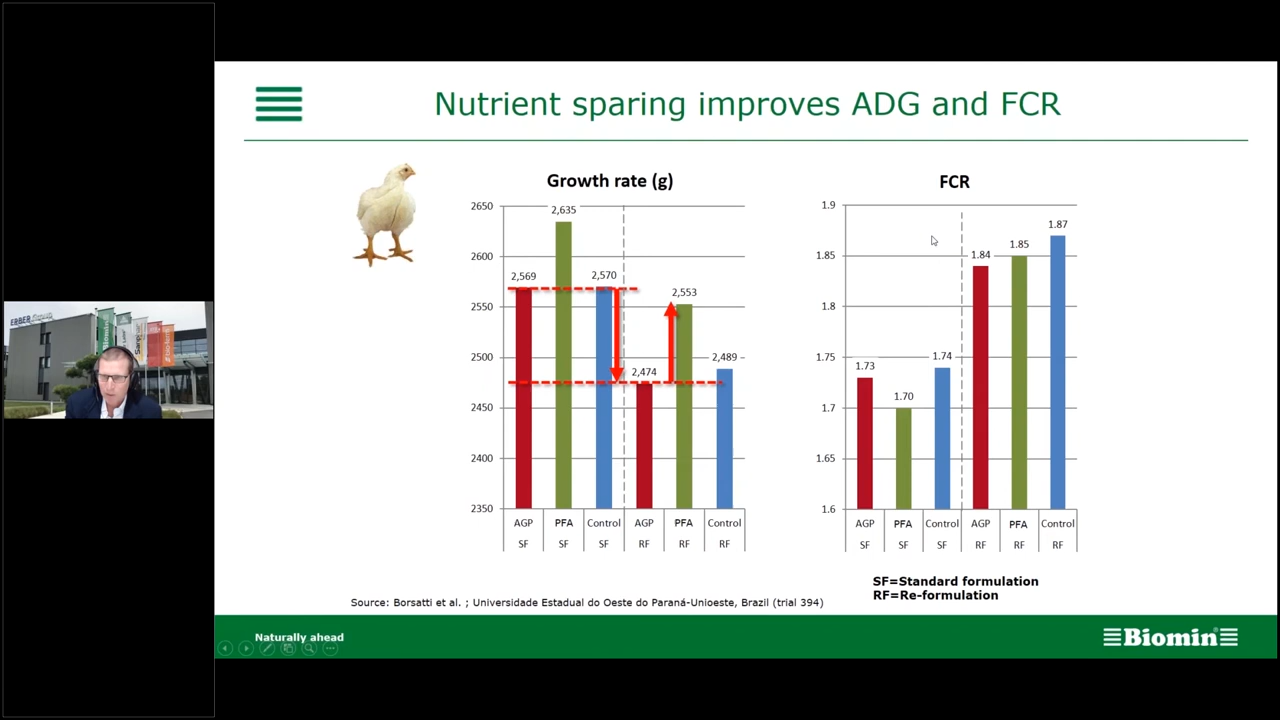 Nutrient sparing improves ADG and FCR
Growth rate (g)
2650
2600
2550
2500
2450
2400
2350
2,569
2,635
2,570
2,474
2,553
2,489
AGP PFA Control AGP PFA Control
SF SF SF RF RF RF
FCR
1.9
1.85
1.8
1.75
1.7
1.65
1.6
1.73
1.70
1.74
1.84
1.85
1.87
AGP PFA Control AGP PFA Control
SF SF SF RF RF RF
SF=Standard formulation
RF=Re-formulation
Source: Borsatti et al. ; Universidade Estadual do Oeste do Paraná-Unioeste, Brazil (trial 394)
Naturally ahead
Biomin®
ERBER
Biomin